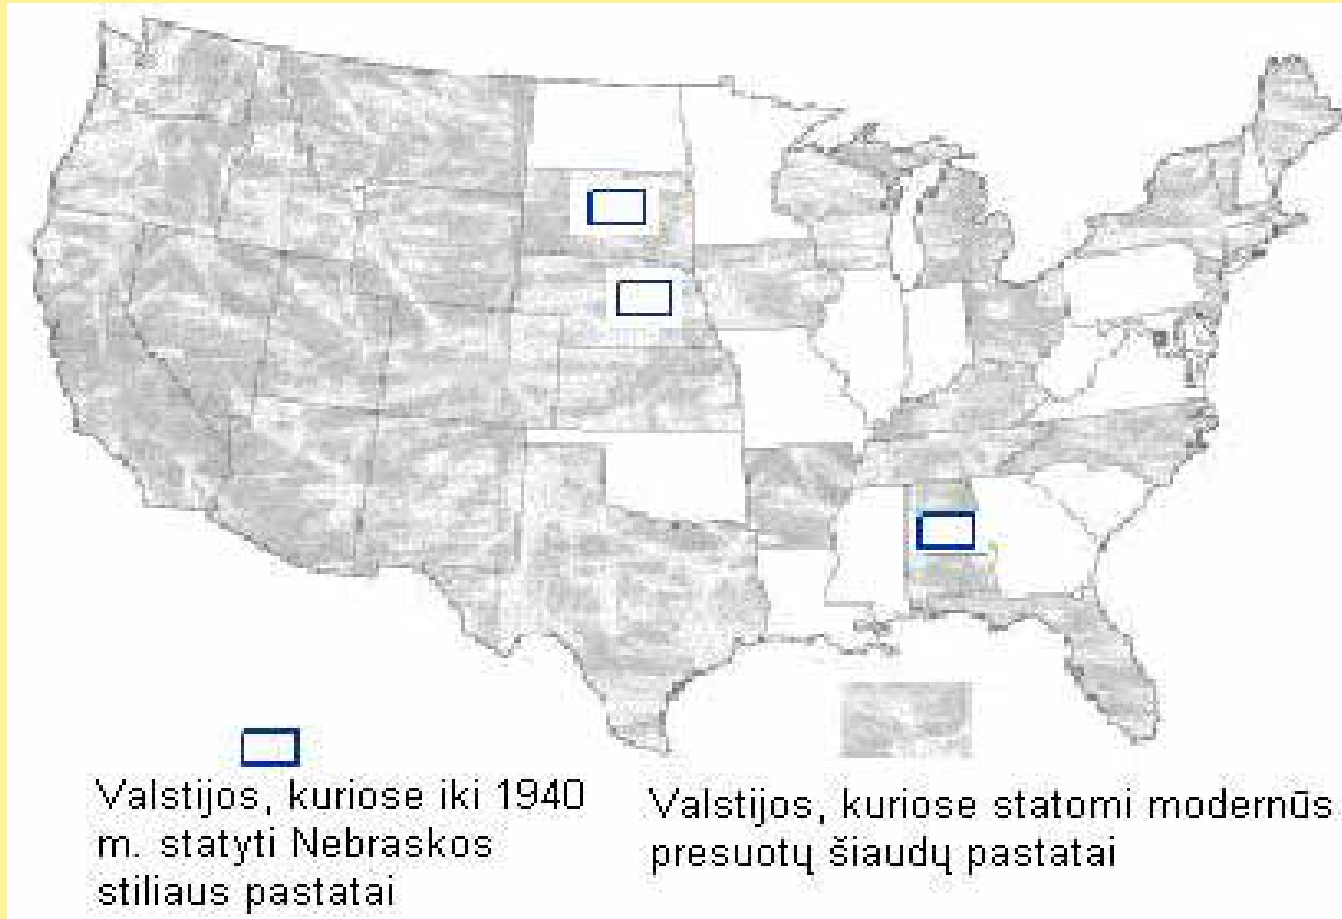 Valstijos, kuriose iki 1940
m. statyti Nebraskos
stiliaus pastatai
Valstijos, kuriose statomi modernūs
presuotų šiaudų pastatai